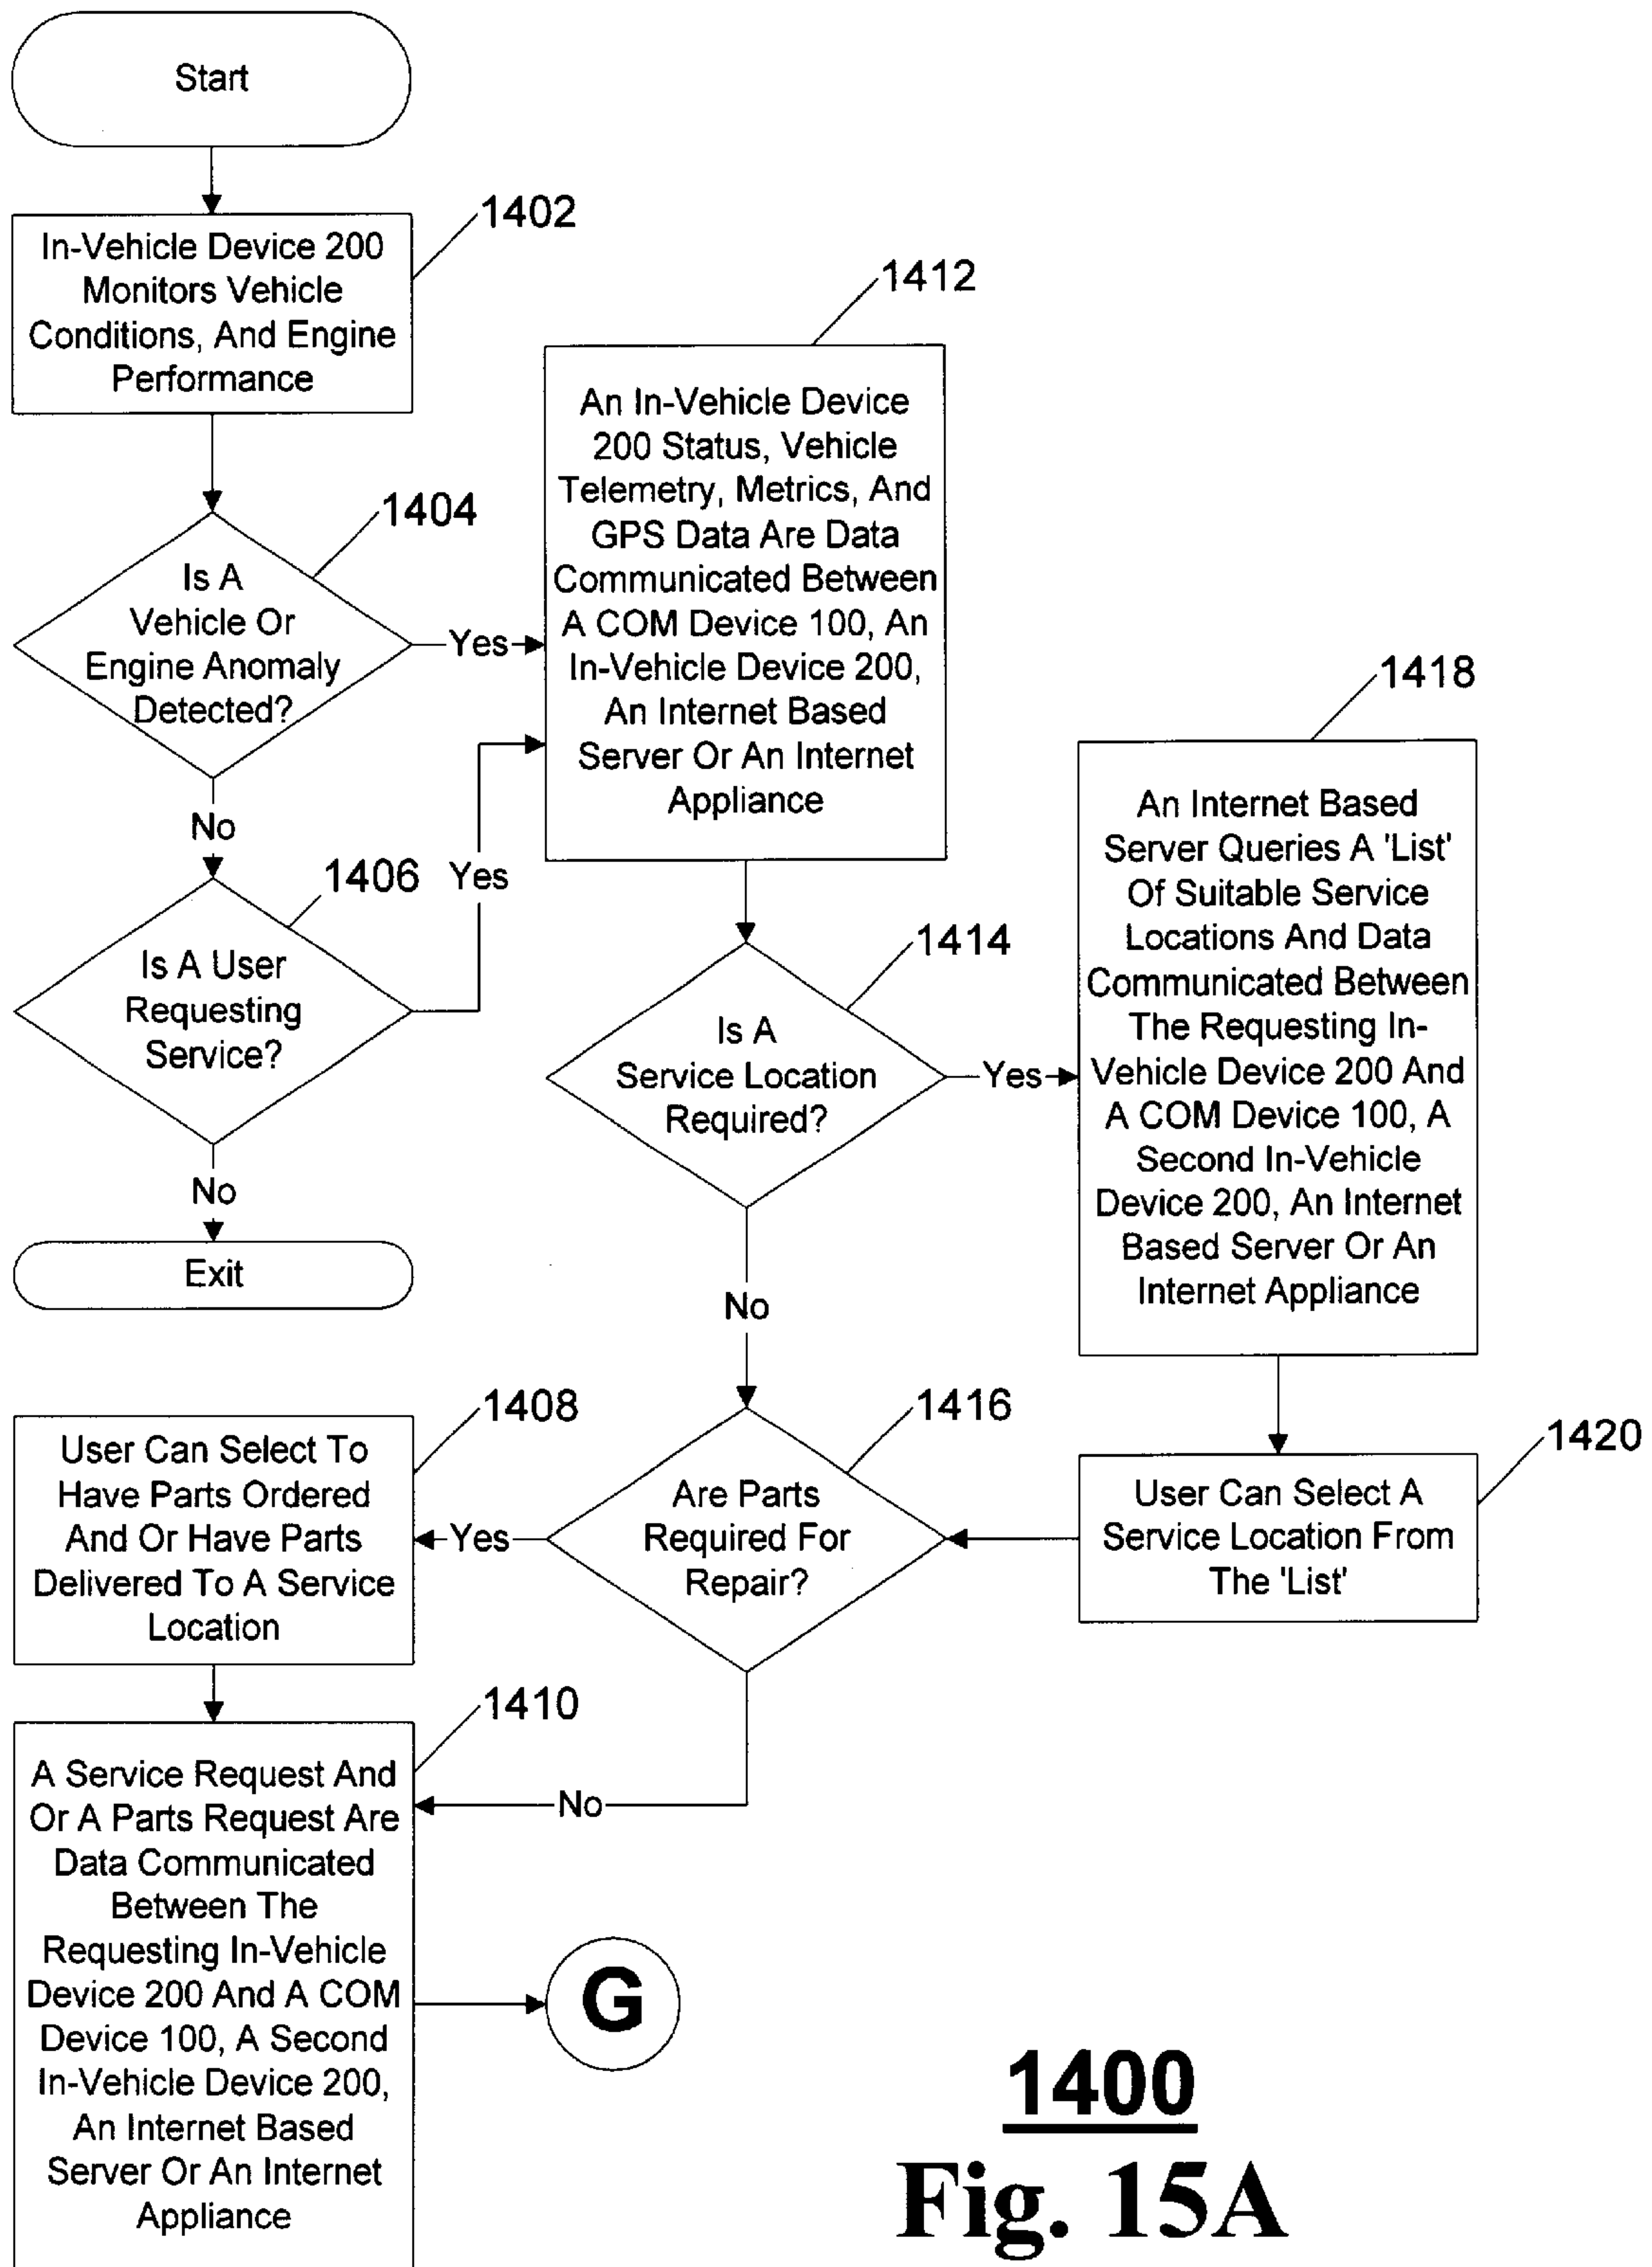 Start
1402
In-Vehicle Device 200
Monitors Vehicle
Conditions, And Engine
Performance
1404
Is A
Vehicle Or
Engine Anomaly
Detected?
Yes
No
1406
Is A User
Requesting
Service?
Yes
No
Exit
1412
An In-Vehicle Device
200 Status, Vehicle
Telemetry, Metrics, And
GPS Data Are Data
Communicated Between
A COM Device 100, An
In-Vehicle Device 200,
An Internet Based
Server Or An Internet
Appliance
1414
Is A
Service Location
Required?
Yes
No
1418
An Internet Based
Server Queries A 'List'
Of Suitable Service
Locations And Data
Communicated Between
The Requesting In-
Vehicle Device 200 And
A COM Device 100, A
Second In-Vehicle
Device 200, An Internet
Based Server Or An
Internet Appliance
1420
User Can Select A
Service Location From
The 'List'
1416
Are Parts
Required For
Repair?
Yes
No
1408
User Can Select To
Have Parts Ordered
And Or Have Parts
Delivered To A Service
Location
1410
A Service Request And
Or A Parts Request Are
Data Communicated
Between The
Requesting In-Vehicle
Device 200 And A COM
Device 100, A Second
In-Vehicle Device 200,
An Internet Based
Server Or An Internet
Appliance
G
1400
Fig. 15A